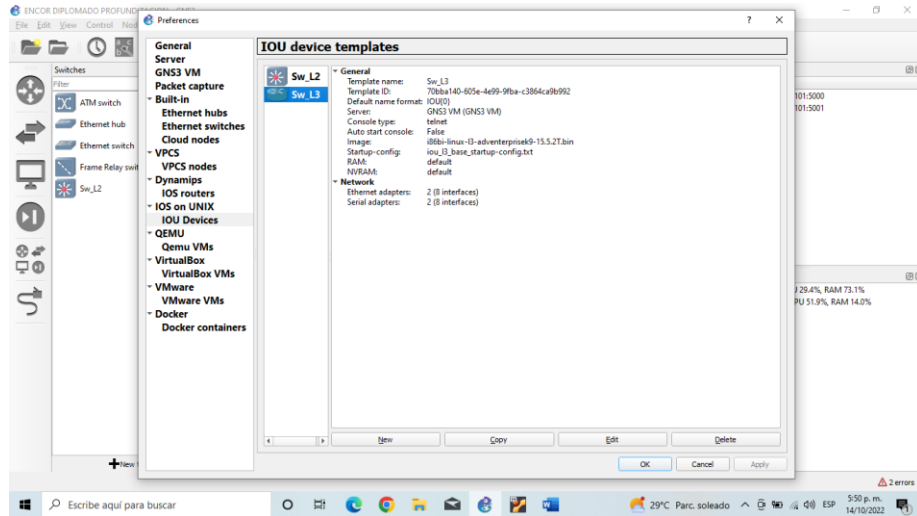 ENCOR DIPLOMADO PROFUND
File Edit View Control Nod
Preferences
Switches
Filter
ATM switch
Ethernet hub
Ethernet switch
Frame Relay swit
Sw_L2
New
General
Server
GNS3 VM
Packet capture
Built-in
Ethernet hubs
Ethernet switches
Cloud nodes
VPCS
VPCS nodes
Dynamips
IOS routers
IOS on UNIX
IOU Devices
QEMU
Qemu VMs
VirtualBox
VirtualBox VMs
VMware
VMware VMs
Docker
Docker containers
IOU device templates
Sw_L2
Sw_L3
General
Template name: Sw_L3
Template ID: 70bba140-605e-4e99-9fba-c3864ca9b992
Default name format: IOU{0}
Server: GNS3 VM (GNS3 VM)
Console type: telnet
Auto start console: False
Image: i86bi-linux-l3-adventerprisek9-15.5.2T.bin
Startup-config: iou_l3_base_startup-config.txt
RAM: default
NVRAM: default
Network
Ethernet adapters: 2 (8 interfaces)
Serial adapters: 2 (8 interfaces)
New Copy Edit Delete
OK Cancel Apply
101:5000
101:5001
29.4%, RAM 73.1%
PU 51.9%, RAM 14.0%
2 errors
Escribe aquí para buscar
29°C Parc. soleado
ESP
5:50 p. m.
14/10/2022